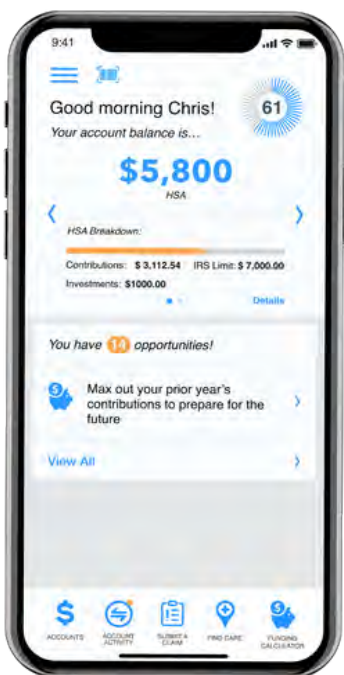 9:41
Good morning Chris!
61
Your account balance is...
$5,800
HSA
HSA Breakdown:
Contributions: $ 3,112.54 IRS Limit: $ 7,000.00
Investments: $1000.00
Details
You have 14 opportunities!
Max out your prior year's
contributions to prepare for the
future
View All
ACCOUNTS
ACCOUNT
ACTIVITY
SUBMIT A
CLAIM
FIND CARE
FUNDING
CALCULATOR